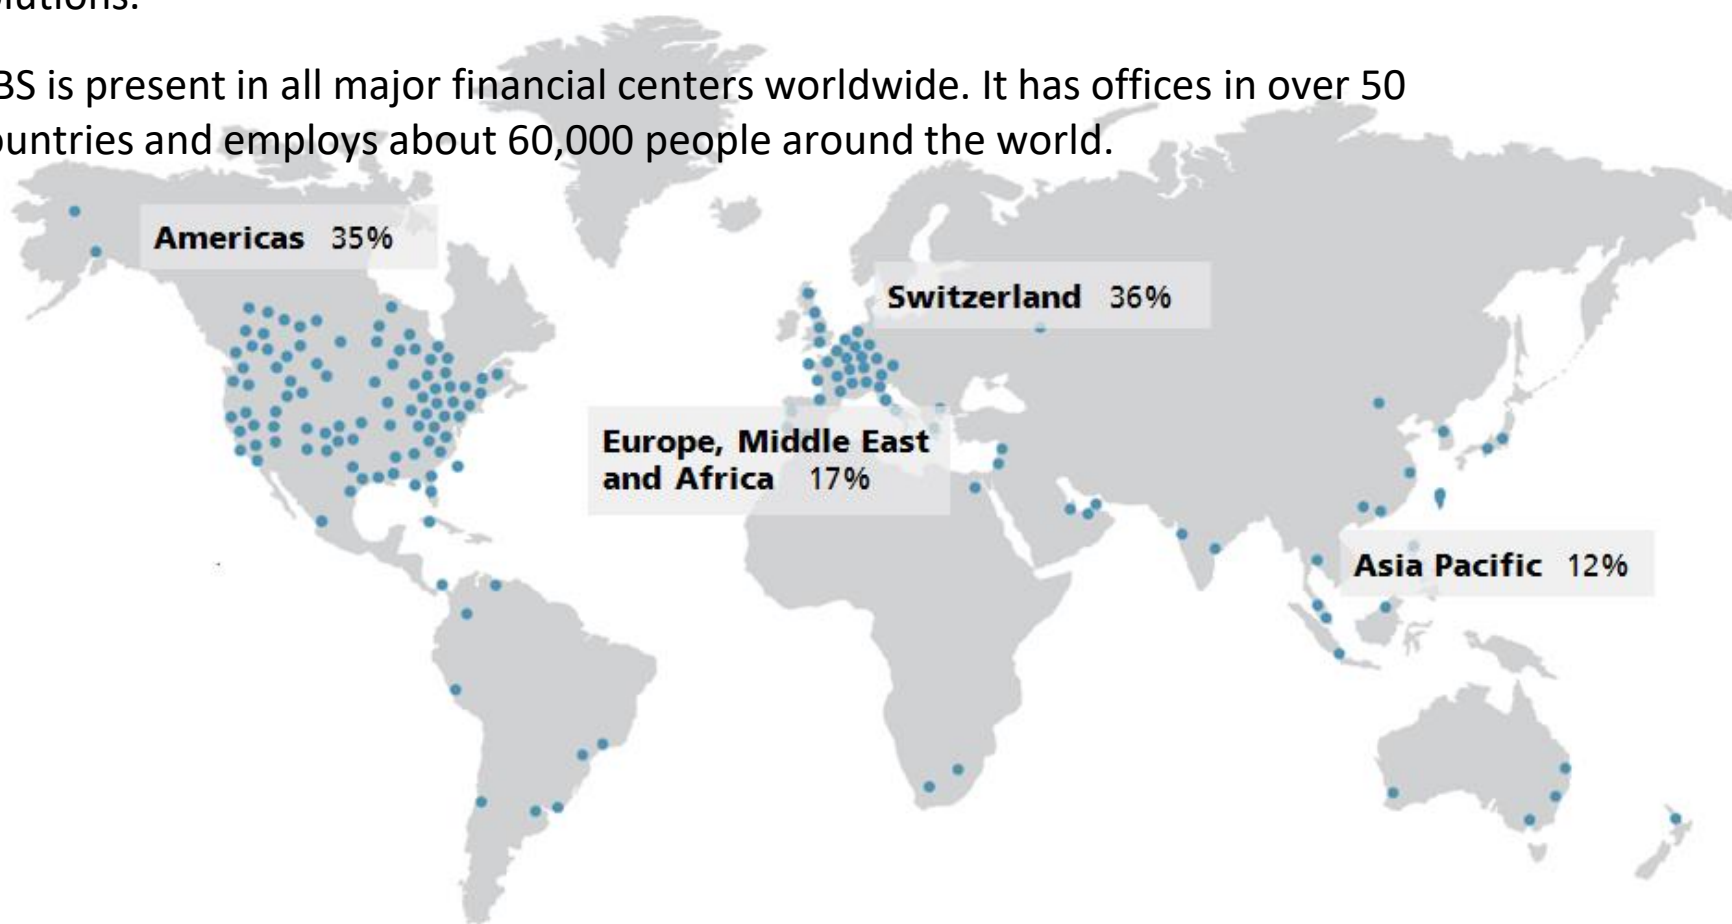 lutions.
BS is present in all major financial centers worldwide. It has offices in over 50
ountries and employs about 60,000 people around the world.
Americas 35%
Switzerland 36%
Europe, Middle East
and Africa 17%
Asia Pacific 12%